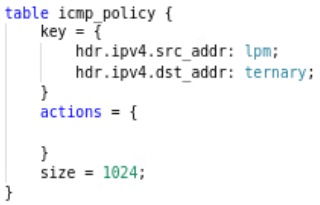 table icmp_policy {
    key = {
        hdr.ipv4.src_addr: lpm;
        hdr.ipv4.dst_addr: ternary;
    }
    actions = {

    }
    size = 1024;
}